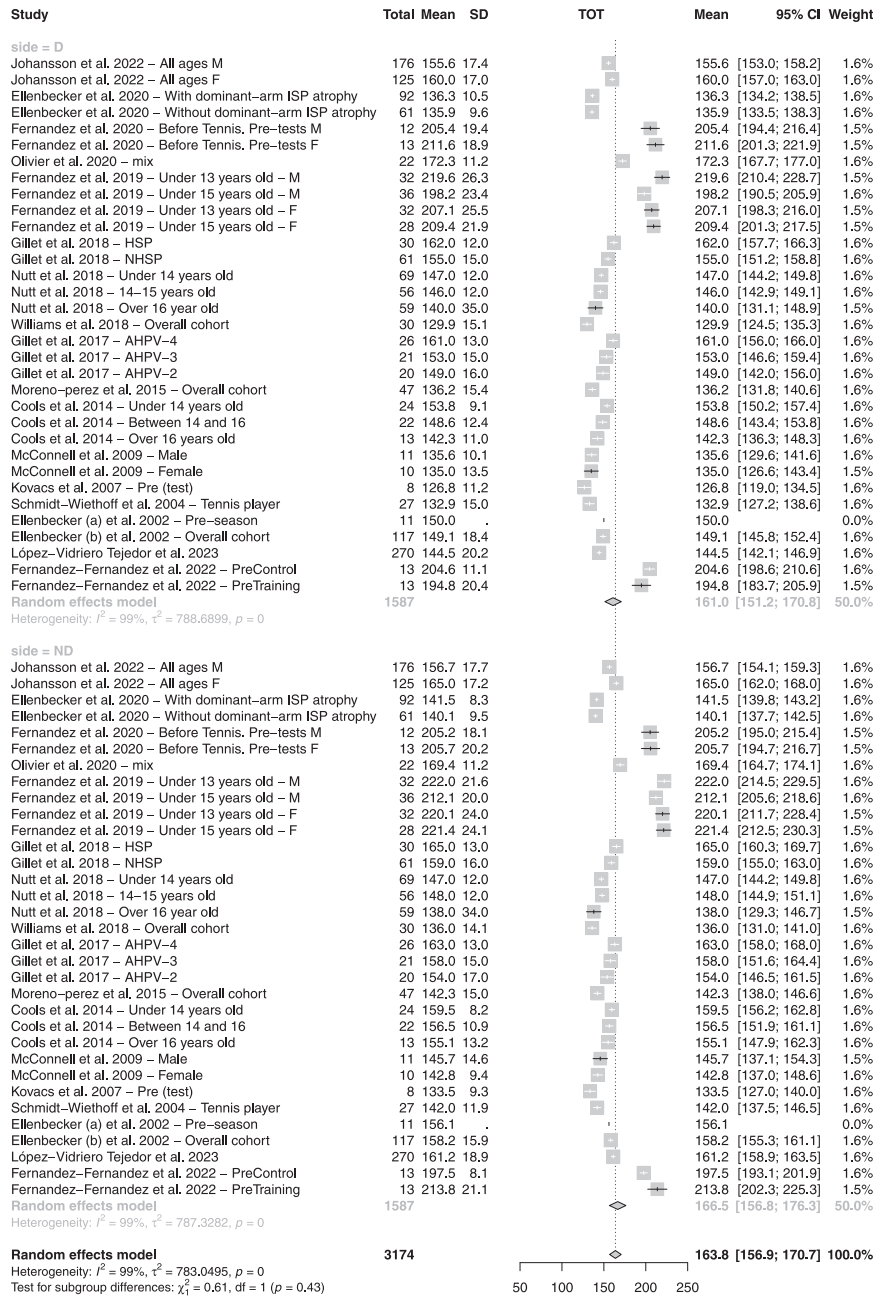 Study Total Mean SD TOT Mean 95% CI Weight
side = D
Johansson et al. 2022 – All ages M 176 155.6 17.4 155.6 [153.0; 158.2] 1.6%
Johansson et al. 2022 – All ages F 125 160.0 17.0 160.0 [157.0; 163.0] 1.6%
Ellenbecker et al. 2020 – With dominant–arm ISP atrophy 92 136.3 10.5 136.3 [134.2; 138.5] 1.6%
Ellenbecker et al. 2020 – Without dominant–arm ISP atrophy 61 135.9 9.6 135.9 [133.5; 138.3] 1.6%
Fernandez et al. 2020 – Before Tennis. Pre–tests M 12 205.4 19.4 205.4 [194.4; 216.4] 1.5%
Fernandez et al. 2020 – Before Tennis. Pre–tests F 13 211.6 18.9 211.6 [201.3; 221.9] 1.5%
Olivier et al. 2020 – mix 22 172.3 11.2 172.3 [167.7; 177.0] 1.6%
Fernandez et al. 2019 – Under 13 years old – M 32 219.6 26.3 219.6 [210.4; 228.7] 1.5%
Fernandez et al. 2019 – Under 15 years old – M 36 198.2 23.4 198.2 [190.5; 205.9] 1.6%
Fernandez et al. 2019 – Under 13 years old – F 32 207.1 25.5 207.1 [198.3; 216.0] 1.5%
Fernandez et al. 2019 – Under 15 years old – F 28 209.4 21.9 209.4 [201.3; 217.5] 1.5%
Gillet et al. 2018 – HSP 30 162.0 12.0 162.0 [157.7; 166.3] 1.6%
Gillet et al. 2018 – NHSP 61 155.0 15.0 155.0 [151.2; 158.8] 1.6%
Nutt et al. 2018 – Under 14 years old 69 147.0 12.0 147.0 [144.2; 149.8] 1.6%
Nutt et al. 2018 – 14–15 years old 56 146.0 12.0 146.0 [142.9; 149.1] 1.6%
Nutt et al. 2018 – Over 16 year old 59 140.0 35.0 140.0 [131.1; 148.9] 1.5%
Williams et al. 2018 – Overall cohort 30 129.9 15.1 129.9 [124.5; 135.3] 1.6%
Gillet et al. 2017 – AHPV–4 26 161.0 13.0 161.0 [156.0; 166.0] 1.6%
Gillet et al. 2017 – AHPV–3 21 153.0 15.0 153.0 [146.6; 159.4] 1.6%
Gillet et al. 2017 – AHPV–2 20 149.0 16.0 149.0 [142.0; 156.0] 1.6%
Moreno–perez et al. 2015 – Overall cohort 47 136.2 15.4 136.2 [131.8; 140.6] 1.6%
Cools et al. 2014 – Under 14 years old 24 153.8 9.1 153.8 [150.2; 157.4] 1.6%
Cools et al. 2014 – Between 14 and 16 22 148.6 12.4 148.6 [143.4; 153.8] 1.6%
Cools et al. 2014 – Over 16 years old 13 142.3 11.0 142.3 [136.3; 148.3] 1.6%
McConnell et al. 2009 – Male 11 135.6 10.1 135.6 [129.6; 141.6] 1.6%
McConnell et al. 2009 – Female 10 135.0 13.5 135.0 [126.6; 143.4] 1.5%
Kovacs et al. 2007 – Pre (test) 8 126.8 11.2 126.8 [119.0; 134.5] 1.6%
Schmidt–Wiethoff et al. 2004 – Tennis player 27 132.9 15.0 132.9 [127.2; 138.6] 1.6%
Ellenbecker (a) et al. 2002 – Pre–season 11 150.0 . 150.0 0.0%
Ellenbecker (b) et al. 2002 – Overall cohort 117 149.1 18.4 149.1 [145.8; 152.4] 1.6%
López–Vidriero Tejedor et al. 2023 270 144.5 20.2 144.5 [142.1; 146.9] 1.6%
Fernandez–Fernandez et al. 2022 – PreControl 13 204.6 11.1 204.6 [198.6; 210.6] 1.6%
Fernandez–Fernandez et al. 2022 – PreTraining 13 194.8 20.4 194.8 [183.7; 205.9] 1.5%
Random effects model 1587 161.0 [151.2; 170.8] 50.0%
Heterogeneity: I² = 99%, τ² = 788.6899, p = 0
side = ND
Johansson et al. 2022 – All ages M 176 156.7 17.7 156.7 [154.1; 159.3] 1.6%
Johansson et al. 2022 – All ages F 125 165.0 17.2 165.0 [162.0; 168.0] 1.6%
Ellenbecker et al. 2020 – With dominant–arm ISP atrophy 92 141.5 8.3 141.5 [139.8; 143.2] 1.6%
Ellenbecker et al. 2020 – Without dominant–arm ISP atrophy 61 140.1 9.5 140.1 [137.7; 142.5] 1.6%
Fernandez et al. 2020 – Before Tennis. Pre–tests M 12 205.2 18.1 205.2 [195.0; 215.4] 1.5%
Fernandez et al. 2020 – Before Tennis. Pre–tests F 13 205.7 20.2 205.7 [194.7; 216.7] 1.5%
Olivier et al. 2020 – mix 22 169.4 11.2 169.4 [164.7; 174.1] 1.6%
Fernandez et al. 2019 – Under 13 years old – M 32 222.0 21.6 222.0 [214.5; 229.5] 1.6%
Fernandez et al. 2019 – Under 15 years old – M 36 212.1 20.0 212.1 [205.6; 218.6] 1.6%
Fernandez et al. 2019 – Under 13 years old – F 32 220.1 24.0 220.1 [211.7; 228.4] 1.5%
Fernandez et al. 2019 – Under 15 years old – F 28 221.4 24.1 221.4 [212.5; 230.3] 1.5%
Gillet et al. 2018 – HSP 30 165.0 13.0 165.0 [160.3; 169.7] 1.6%
Gillet et al. 2018 – NHSP 61 159.0 16.0 159.0 [155.0; 163.0] 1.6%
Nutt et al. 2018 – Under 14 years old 69 147.0 12.0 147.0 [144.2; 149.8] 1.6%
Nutt et al. 2018 – 14–15 years old 56 148.0 12.0 148.0 [144.9; 151.1] 1.6%
Nutt et al. 2018 – Over 16 year old 59 138.0 34.0 138.0 [129.3; 146.7] 1.5%
Williams et al. 2018 – Overall cohort 30 136.0 14.1 136.0 [131.0; 141.0] 1.6%
Gillet et al. 2017 – AHPV–4 26 163.0 13.0 163.0 [158.0; 168.0] 1.6%
Gillet et al. 2017 – AHPV–3 21 158.0 15.0 158.0 [151.6; 164.4] 1.6%
Gillet et al. 2017 – AHPV–2 20 154.0 17.0 154.0 [146.5; 161.5] 1.6%
Moreno–perez et al. 2015 – Overall cohort 47 142.3 15.0 142.3 [138.0; 146.6] 1.6%
Cools et al. 2014 – Under 14 years old 24 159.5 8.2 159.5 [156.2; 162.8] 1.6%
Cools et al. 2014 – Between 14 and 16 22 156.5 10.9 156.5 [151.9; 161.1] 1.6%
Cools et al. 2014 – Over 16 years old 13 155.1 13.2 155.1 [147.9; 162.3] 1.6%
McConnell et al. 2009 – Male 11 145.7 14.6 145.7 [137.1; 154.3] 1.5%
McConnell et al. 2009 – Female 10 142.8 9.4 142.8 [137.0; 148.6] 1.6%
Kovacs et al. 2007 – Pre (test) 8 133.5 9.3 133.5 [127.0; 140.0] 1.6%
Schmidt–Wiethoff et al. 2004 – Tennis player 27 142.0 11.9 142.0 [137.5; 146.5] 1.6%
Ellenbecker (a) et al. 2002 – Pre–season 11 156.1 . 156.1 0.0%
Ellenbecker (b) et al. 2002 – Overall cohort 117 158.2 15.9 158.2 [155.3; 161.1] 1.6%
López–Vidriero Tejedor et al. 2023 270 161.2 18.9 161.2 [158.9; 163.5] 1.6%
Fernandez–Fernandez et al. 2022 – PreControl 13 197.5 8.1 197.5 [193.1; 201.9] 1.6%
Fernandez–Fernandez et al. 2022 – PreTraining 13 213.8 21.1 213.8 [202.3; 225.3] 1.5%
Random effects model 1587 166.5 [156.8; 176.3] 50.0%
Heterogeneity: I² = 99%, τ² = 787.3282, p = 0
Random effects model 3174 163.8 [156.9; 170.7] 100.0%
Heterogeneity: I² = 99%, τ² = 783.0495, p = 0
Test for subgroup differences: χ²₁ = 0.61, df = 1 (p = 0.43)
50 100 150 200 250